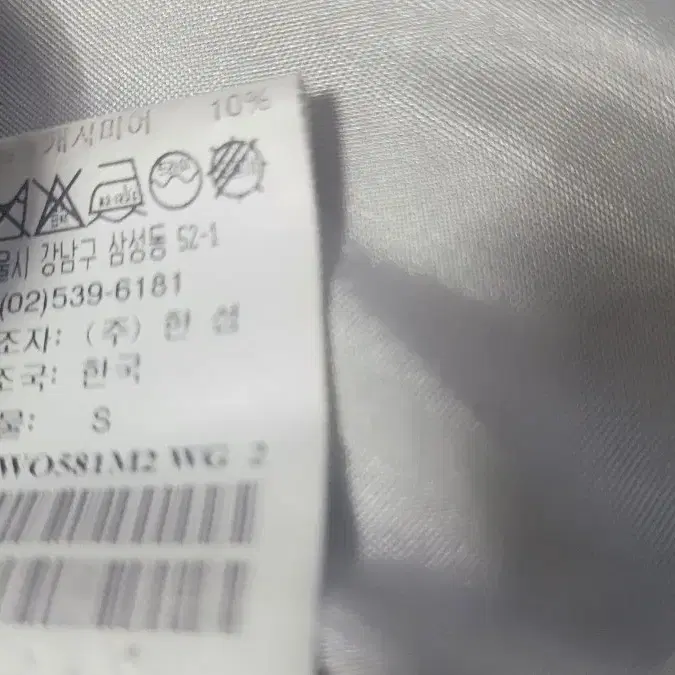 캐시미어 10%
울시 강남구 삼성동 52-1
(02)539-6181
조자: (주) 한 섬
조국: 한국
물: S
WO581M2 WG 2